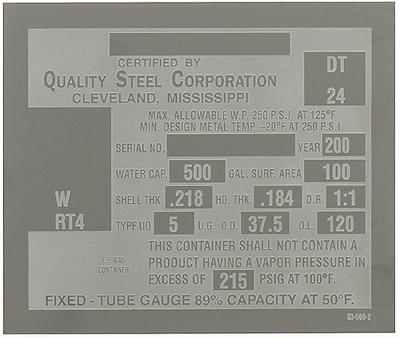 CERTIFIED BY
QUALITY STEEL CORPORATION
CLEVELAND, MISSISSIPPI
DT
24
MAX. ALLOWABLE W.P. 250 P.S.I. AT 125°F
MIN. DESIGN METAL TEMP. -20°F AT 250 P.S.I.
SERIAL NO. YEAR 200
WATER CAP. 500 GAL. SURF. AREA 100
W
RT4
SHELL THK .218 HD. THK. .184 D.R. 1:1
TYPE UQ 5 U.G. O.D. 37.5 O.L. 120
L.P. GAS
CONTAINER
THIS CONTAINER SHALL NOT CONTAIN A
PRODUCT HAVING A VAPOR PRESSURE IN
EXCESS OF 215 PSIG AT 100°F.
FIXED - TUBE GAUGE 89% CAPACITY AT 50°F.
03-500-2